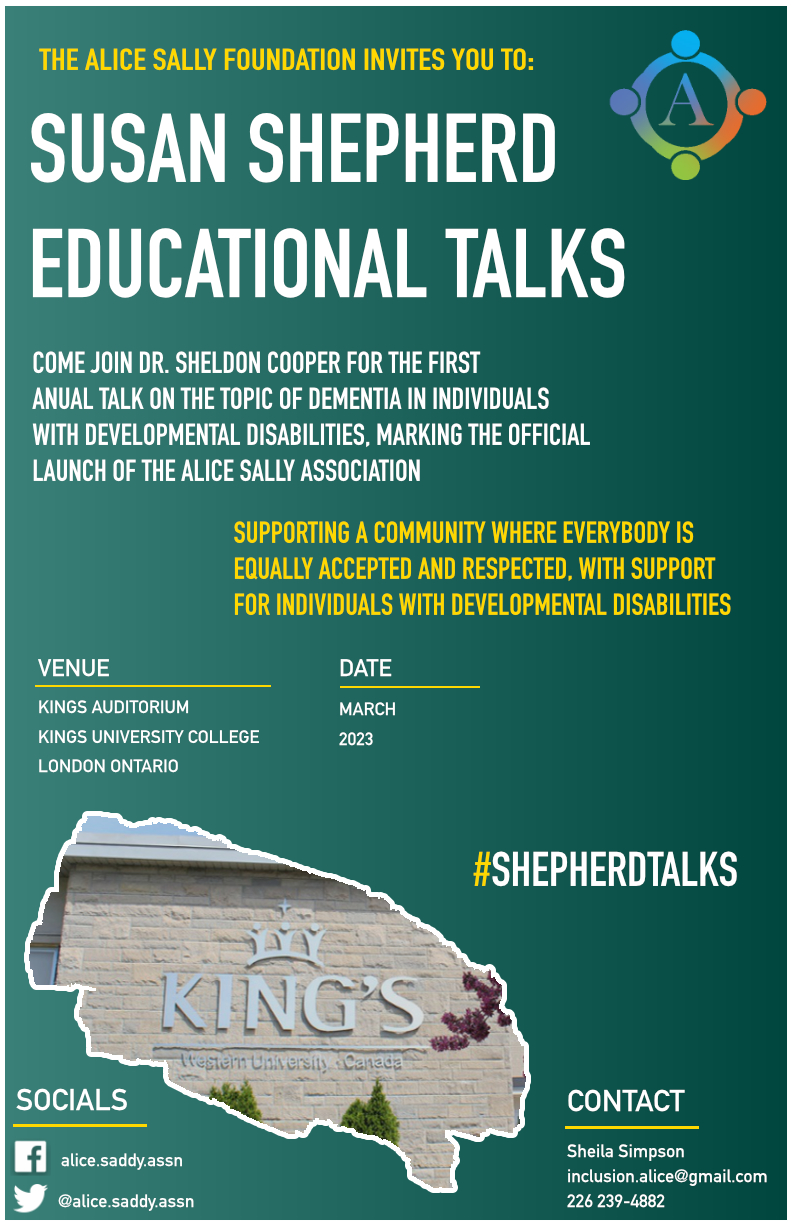 THE ALICE SALLY FOUNDATION INVITES YOU TO:
A
SUSAN SHEPHERD
EDUCATIONAL TALKS
COME JOIN DR. SHELDON COOPER FOR THE FIRST
ANUAL TALK ON THE TOPIC OF DEMENTIA IN INDIVIDUALS
WITH DEVELOPMENTAL DISABILITIES, MARKING THE OFFICIAL
LAUNCH OF THE ALICE SALLY ASSOCIATION
SUPPORTING A COMMUNITY WHERE EVERYBODY IS
EQUALLY ACCEPTED AND RESPECTED, WITH SUPPORT
FOR INDIVIDUALS WITH DEVELOPMENTAL DISABILITIES
VENUE
KINGS AUDITORIUM
KINGS UNIVERSITY COLLEGE
LONDON ONTARIO
DATE
MARCH
2023
#SHEPHERDTALKS
KING'S
Western University · Canada
SOCIALS
alice.saddy.assn
@alice.saddy.assn
CONTACT
Sheila Simpson
inclusion.alice@gmail.com
226 239-4882